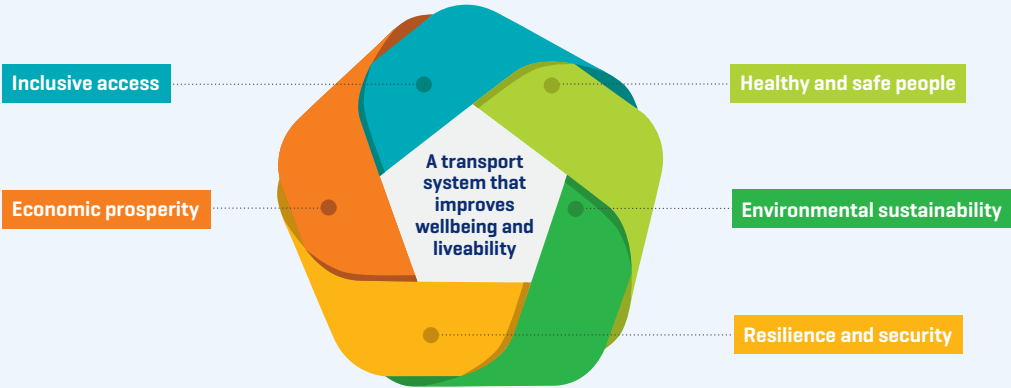 Inclusive access
Healthy and safe people
A transport
system that
improves
wellbeing and
liveability
Economic prosperity
Environmental sustainability
Resilience and security